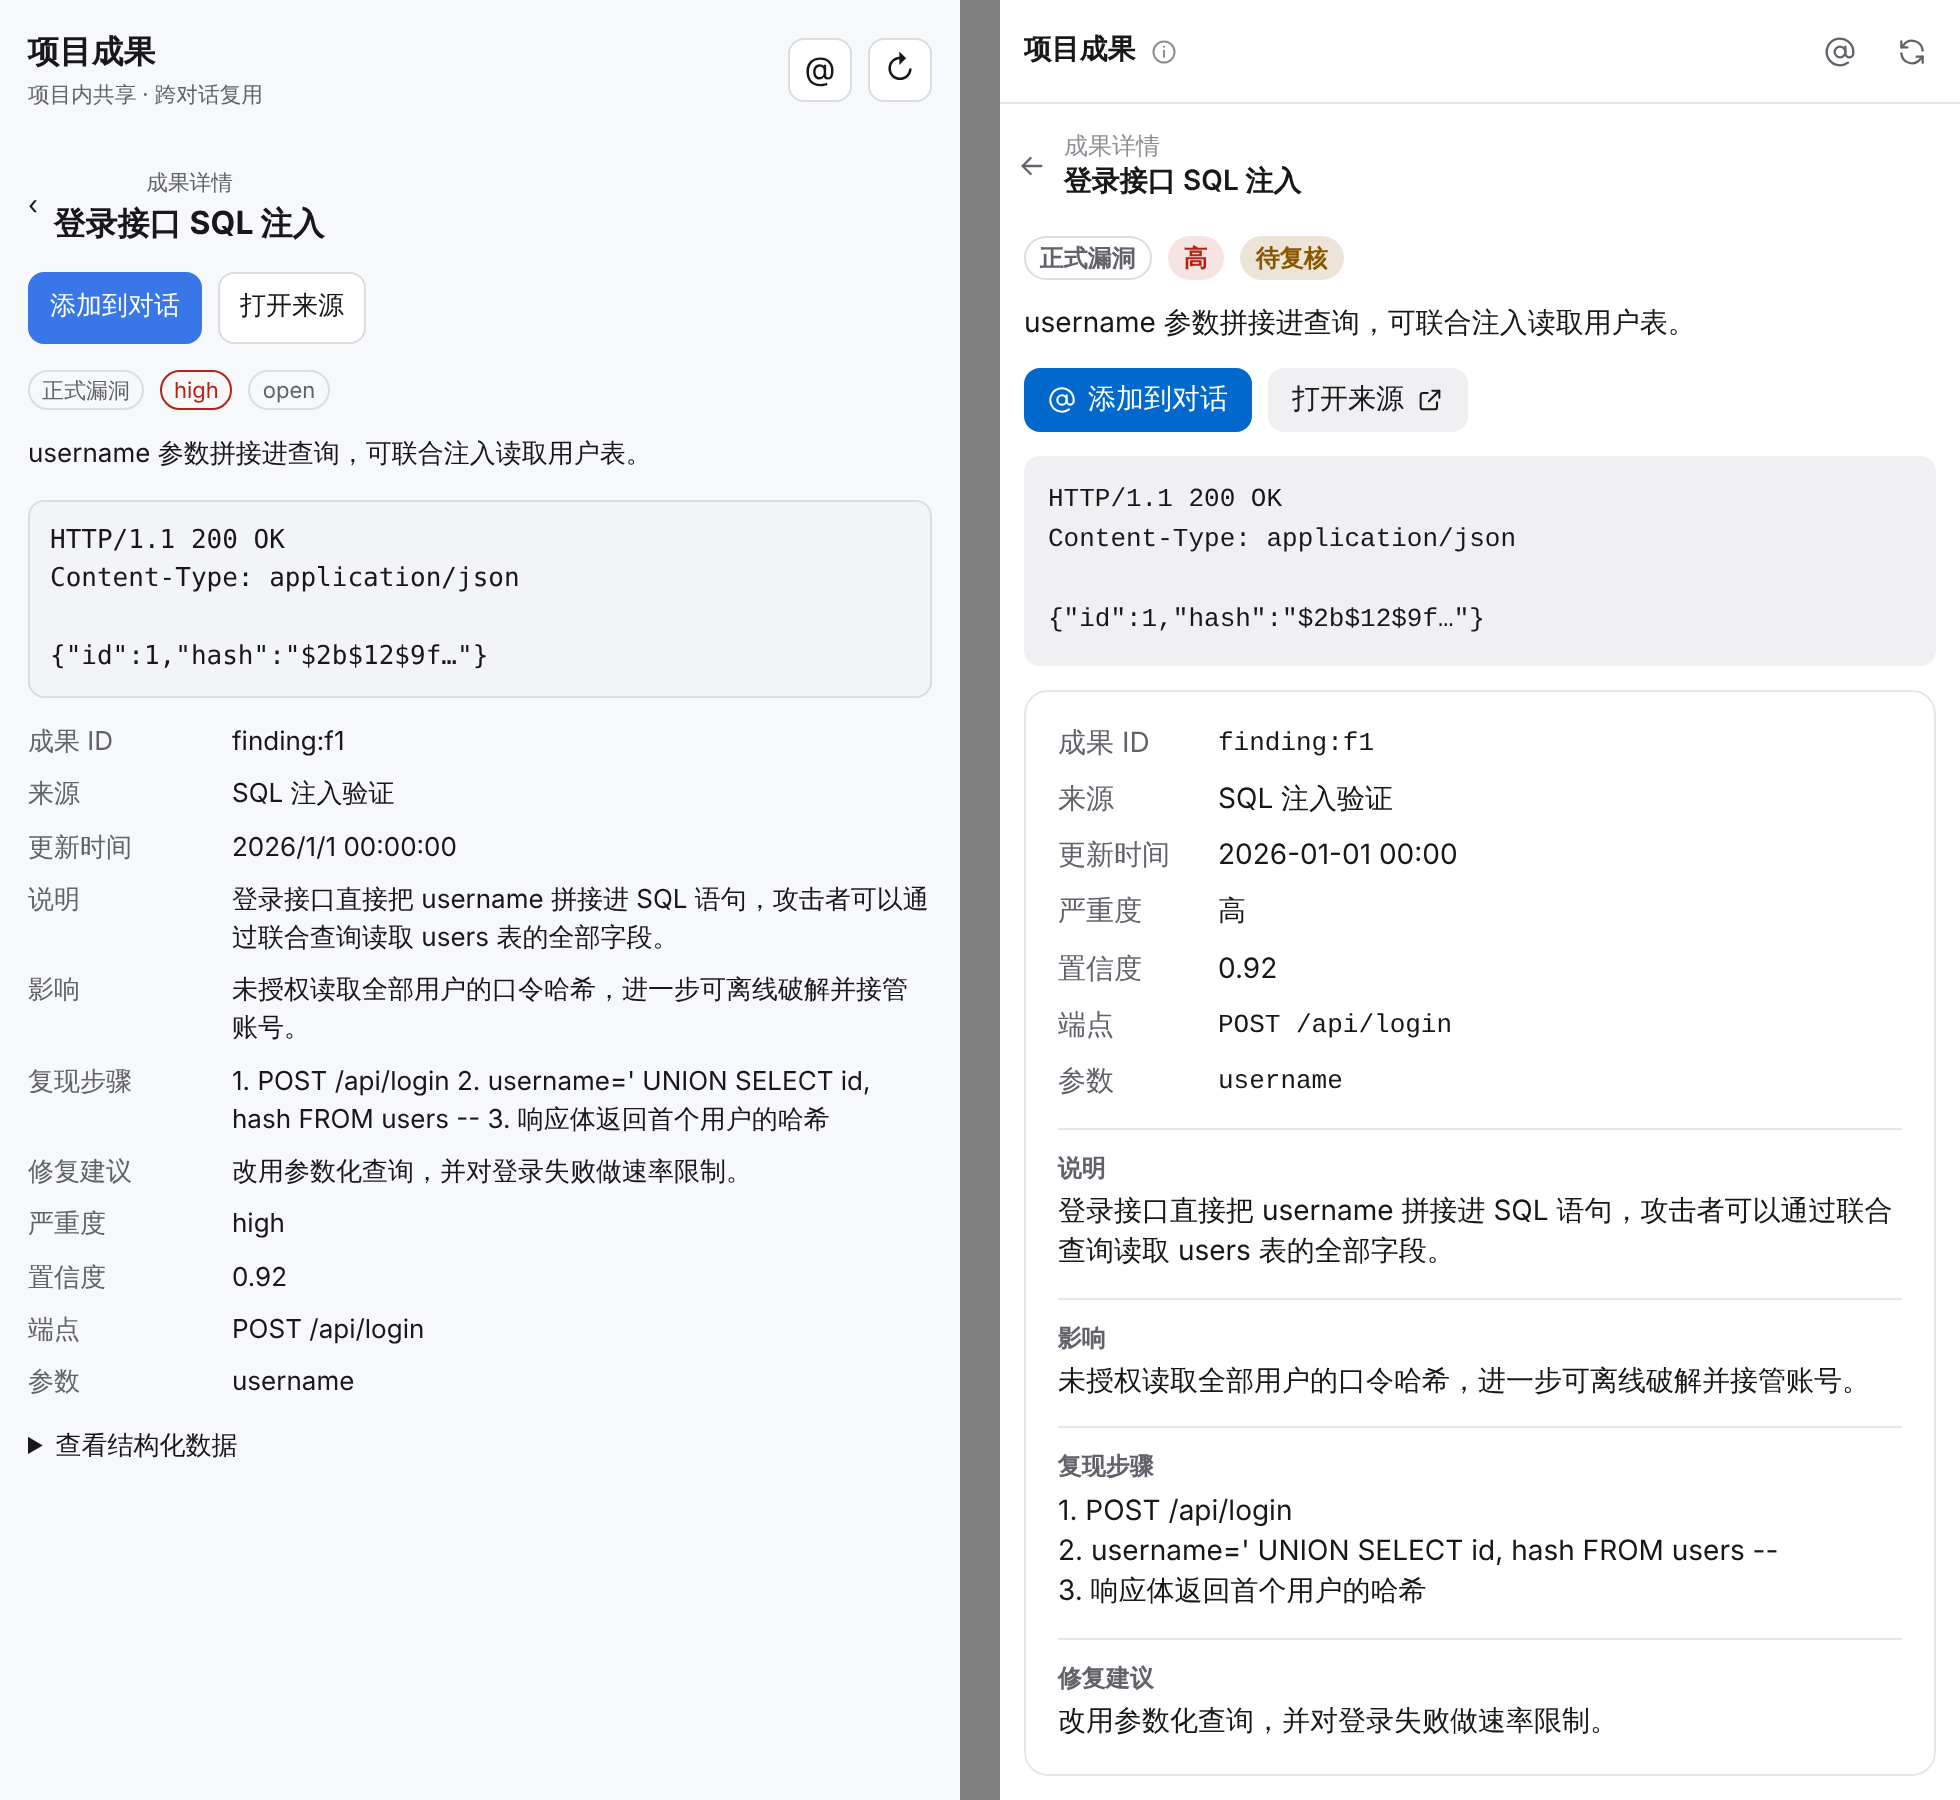 项目成果
项目内共享 · 跨对话复用
@
成果详情
‹ 登录接口 SQL 注入
添加到对话 打开来源
正式漏洞 high open
username 参数拼接进查询，可联合注入读取用户表。
HTTP/1.1 200 OK
Content-Type: application/json
{"id":1,"hash":"$2b$12$9f…"}
成果 ID finding:f1
来源 SQL 注入验证
更新时间 2026/1/1 00:00:00
说明 登录接口直接把 username 拼接进 SQL 语句，攻击者可以通
过联合查询读取 users 表的全部字段。
影响 未授权读取全部用户的口令哈希，进一步可离线破解并接管
账号。
复现步骤 1. POST /api/login 2. username=' UNION SELECT id,
hash FROM users -- 3. 响应体返回首个用户的哈希
修复建议 改用参数化查询，并对登录失败做速率限制。
严重度 high
置信度 0.92
端点 POST /api/login
参数 username
▶ 查看结构化数据
项目成果
@
成果详情
← 登录接口 SQL 注入
正式漏洞 高 待复核
username 参数拼接进查询，可联合注入读取用户表。
@ 添加到对话 打开来源
HTTP/1.1 200 OK
Content-Type: application/json
{"id":1,"hash":"$2b$12$9f…"}
成果 ID finding:f1
来源 SQL 注入验证
更新时间 2026-01-01 00:00
严重度 高
置信度 0.92
端点 POST /api/login
参数 username
说明
登录接口直接把 username 拼接进 SQL 语句，攻击者可以通过联合
查询读取 users 表的全部字段。
影响
未授权读取全部用户的口令哈希，进一步可离线破解并接管账号。
复现步骤
1. POST /api/login
2. username=' UNION SELECT id, hash FROM users --
3. 响应体返回首个用户的哈希
修复建议
改用参数化查询，并对登录失败做速率限制。